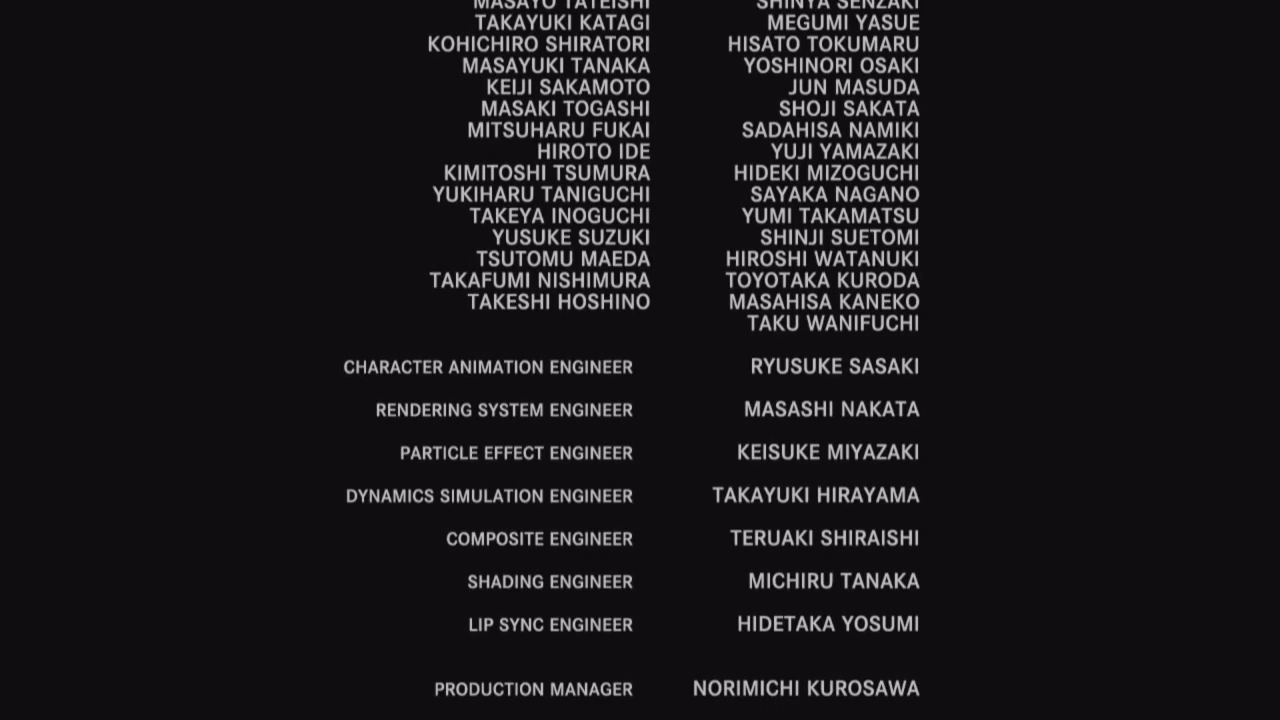 MASAYO TATEISHI SHINYA SENZAKI
TAKAYUKI KATAGI MEGUMI YASUE
KOHICHIRO SHIRATORI HISATO TOKUMARU
MASAYUKI TANAKA YOSHINORI OSAKI
KEIJI SAKAMOTO JUN MASUDA
MASAKI TOGASHI SHOJI SAKATA
MITSUHARU FUKAI SADAHISA NAMIKI
HIROTO IDE YUJI YAMAZAKI
KIMITOSHI TSUMURA HIDEKI MIZOGUCHI
YUKIHARU TANIGUCHI SAYAKA NAGANO
TAKEYA INOGUCHI YUMI TAKAMATSU
YUSUKE SUZUKI SHINJI SUETOMI
TSUTOMU MAEDA HIROSHI WATANUKI
TAKAFUMI NISHIMURA TOYOTAKA KURODA
TAKESHI HOSHINO MASAHISA KANEKO
TAKU WANIFUCHI
CHARACTER ANIMATION ENGINEER RYUSUKE SASAKI
RENDERING SYSTEM ENGINEER MASASHI NAKATA
PARTICLE EFFECT ENGINEER KEISUKE MIYAZAKI
DYNAMICS SIMULATION ENGINEER TAKAYUKI HIRAYAMA
COMPOSITE ENGINEER TERUAKI SHIRAISHI
SHADING ENGINEER MICHIRU TANAKA
LIP SYNC ENGINEER HIDETAKA YOSUMI
PRODUCTION MANAGER NORIMICHI KUROSAWA